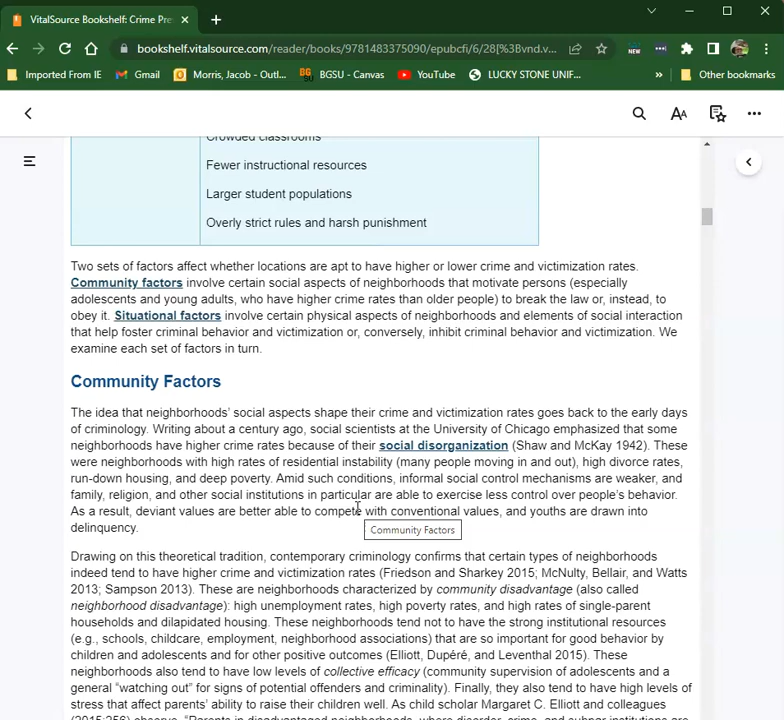 VitalSource Bookshelf: Crime Pre
bookshelf.vitalsource.com/reader/books/9781483375090/epubcfi/6/28[%3Bvnd.v...
NEW
Imported From IE
Gmail
Morris, Jacob - Outl...
BGSU - Canvas
YouTube
LUCKY STONE UNIF...
»
Other bookmarks
AA
Crowded classrooms
Fewer instructional resources
Larger student populations
Overly strict rules and harsh punishment
Two sets of factors affect whether locations are apt to have higher or lower crime and victimization rates.
Community factors involve certain social aspects of neighborhoods that motivate persons (especially
adolescents and young adults, who have higher crime rates than older people) to break the law or, instead, to
obey it. Situational factors involve certain physical aspects of neighborhoods and elements of social interaction
that help foster criminal behavior and victimization or, conversely, inhibit criminal behavior and victimization. We
examine each set of factors in turn.
Community Factors
The idea that neighborhoods' social aspects shape their crime and victimization rates goes back to the early days
of criminology. Writing about a century ago, social scientists at the University of Chicago emphasized that some
neighborhoods have higher crime rates because of their social disorganization (Shaw and McKay 1942). These
were neighborhoods with high rates of residential instability (many people moving in and out), high divorce rates,
run-down housing, and deep poverty. Amid such conditions, informal social control mechanisms are weaker, and
family, religion, and other social institutions in particular are able to exercise less control over people's behavior.
As a result, deviant values are better able to compete with conventional values, and youths are drawn into
delinquency.
Community Factors
Drawing on this theoretical tradition, contemporary criminology confirms that certain types of neighborhoods
indeed tend to have higher crime and victimization rates (Friedson and Sharkey 2015; McNulty, Bellair, and Watts
2013; Sampson 2013). These are neighborhoods characterized by community disadvantage (also called
neighborhood disadvantage): high unemployment rates, high poverty rates, and high rates of single-parent
households and dilapidated housing. These neighborhoods tend not to have the strong institutional resources
(e.g., schools, childcare, employment, neighborhood associations) that are so important for good behavior by
children and adolescents and for other positive outcomes (Elliott, Dupéré, and Leventhal 2015). These
neighborhoods also tend to have low levels of collective efficacy (community supervision of adolescents and a
general "watching out" for signs of potential offenders and criminality). Finally, they also tend to have high levels of
stress that affect parents' ability to raise their children well. As child scholar Margaret C. Elliott and colleagues
(2015:256) observe, "Parents in disadvantaged neighborhoods, where disorder, crime, and subpar institutions are